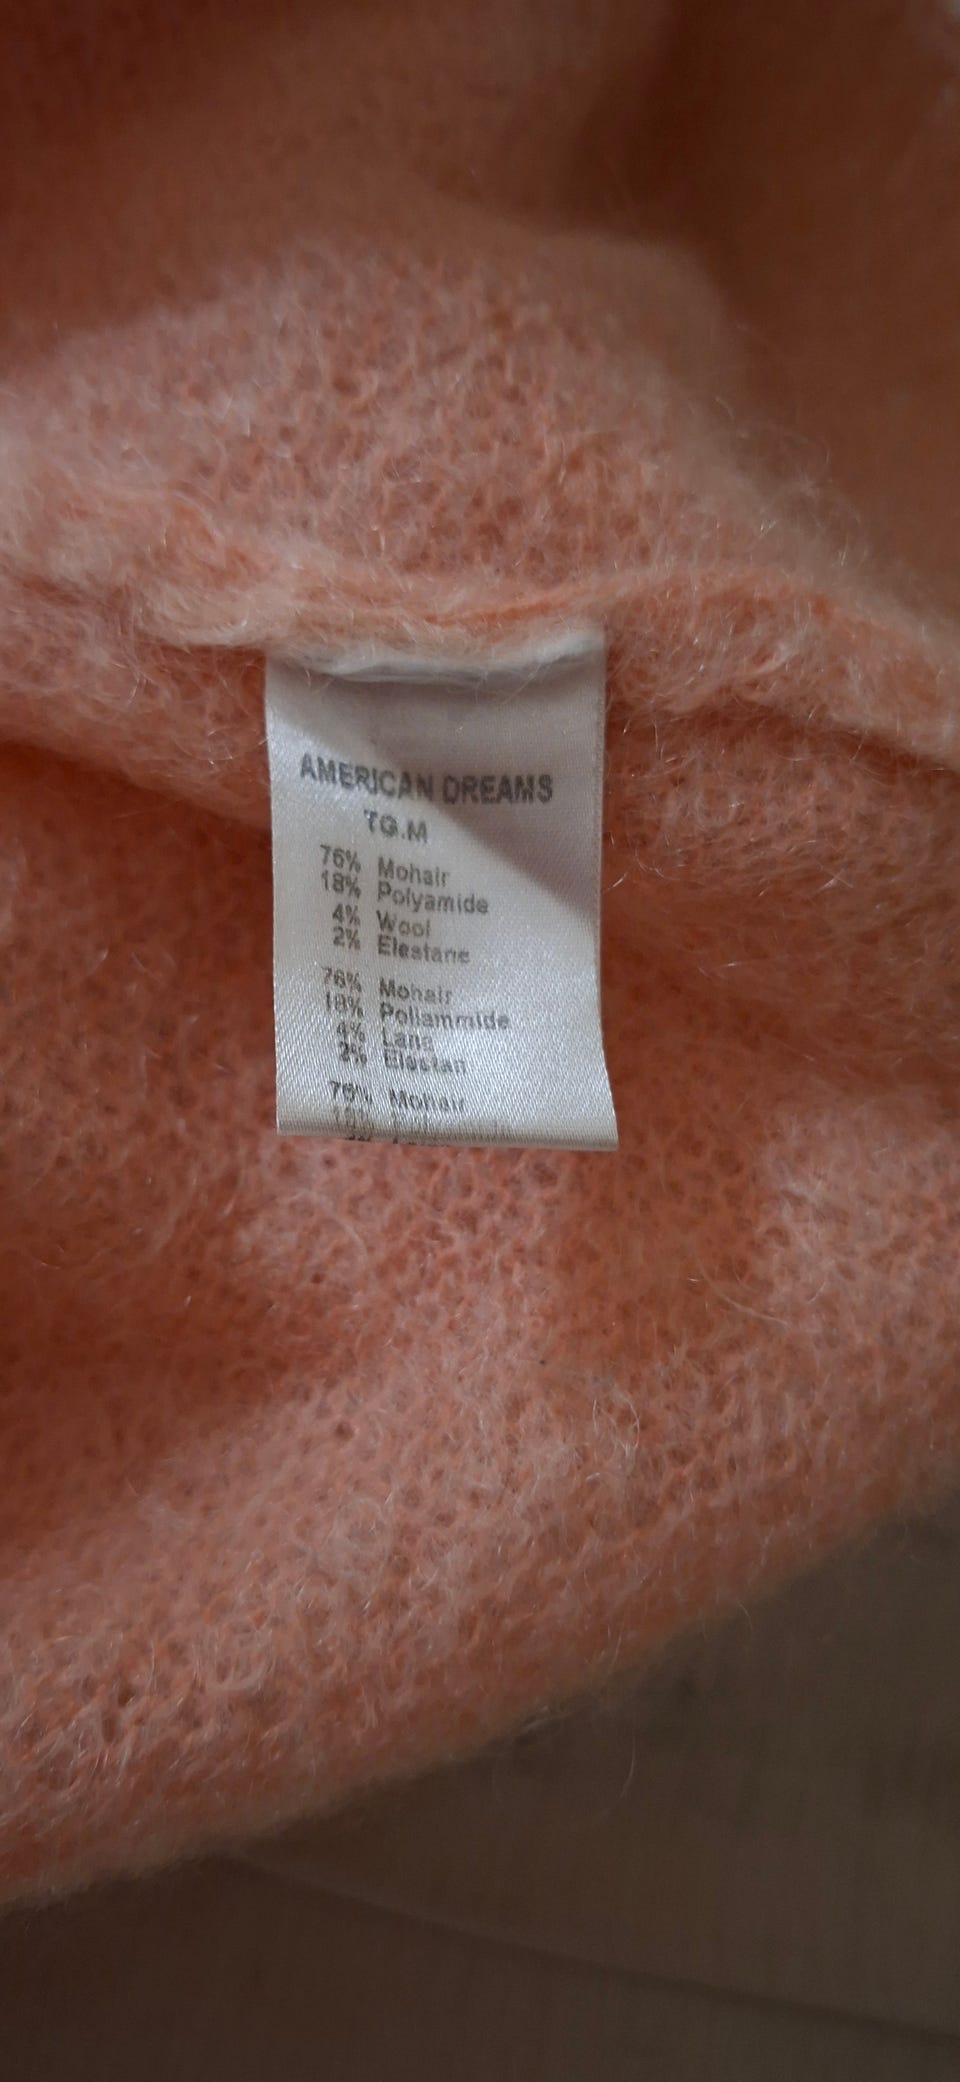 AMERICAN DREAMS
TG.M
76% Mohair
18% Polyamide
4% Wool
2% Elastane
76% Mohair
18% Poliammide
4% Lana
2% Elastan
76% Mohair
18%